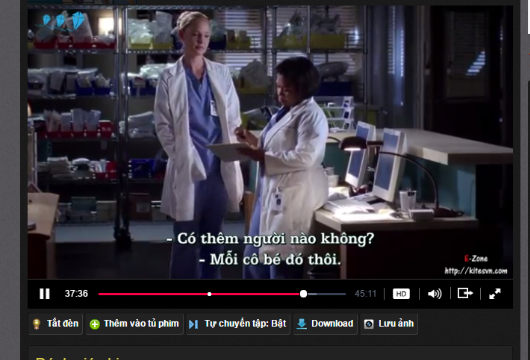 - Có thêm người nào không?
- Mỗi cô bé đó thôi.
E-Zone
http://kitesvn.com
37:36
45:11
HD
Tắt đèn
Thêm vào tủ phim
Tự chuyển tập: Bật
Download
Lưu ảnh